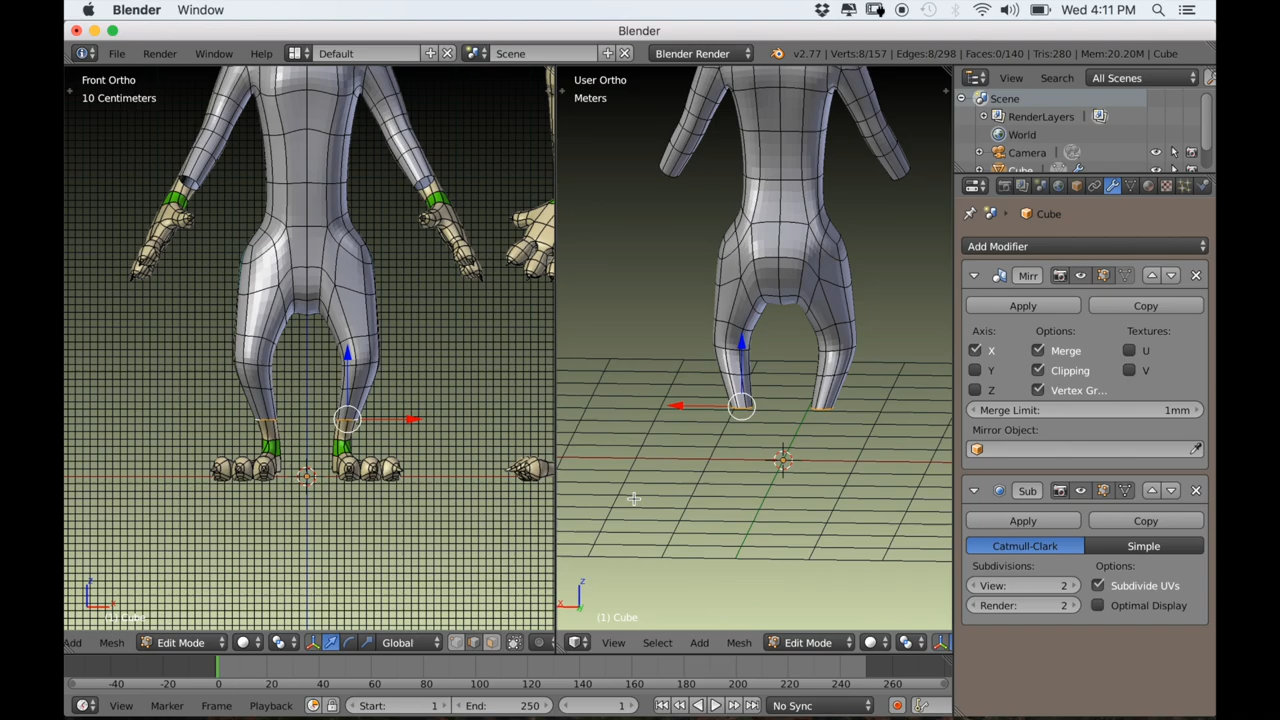 Blender Window Wed 4:11 PM
Blender
File Render Window Help Default Scene Blender Render v2.77 | Verts:8/157 | Edges:8/298 | Faces:0/140 | Tris:280 | Mem:20.20M | Cube
Front Ortho
10 Centimeters
User Ortho
Meters
View Search All Scenes
Scene
RenderLayers
World
Camera
Cube
Cube
Add Modifier
Mirr
Apply Copy
Axis: Options: Textures:
X Merge U
Y Clipping V
Z Vertex Gr...
Merge Limit: 1mm
Mirror Object:
Sub
Apply Copy
Catmull-Clark Simple
Subdivisions: Options:
View: 2 Subdivide UVs
Render: 2 Optimal Display
z
x
(1) Cube
z
x
y
(1) Cube
Add Mesh Edit Mode Global
View Select Add Mesh Edit Mode
-40 -20 0 20 40 60 80 100 120 140 160 180 200 220 240 260
View Marker Frame Playback Start: 1 End: 250 1 No Sync